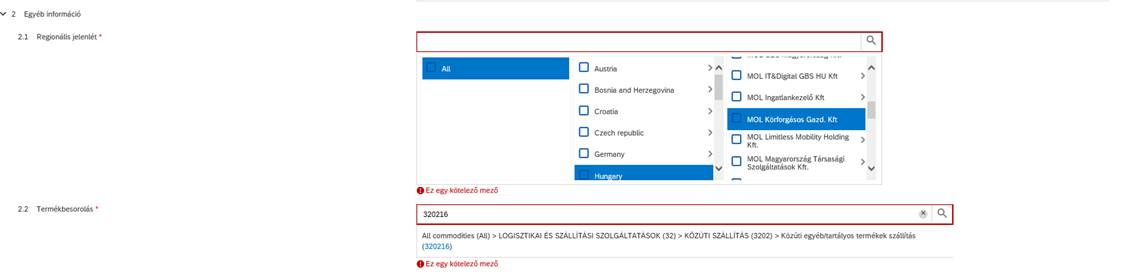 2 Egyéb információ
2.1 Regionális jelenlét *
All
Austria
Bosnia and Herzegovina
Croatia
Czech republic
Germany
Hungary
MOL IT&Digital GBS HU Kft
MOL Ingatlankezelő Kft
MOL Körforgásos Gazd. Kft
MOL Limitless Mobility Holding
Kft.
MOL Magyarország Társasági
Szolgáltatások Kft.
Ez egy kötelező mező
2.2 Termékbesorolás *
320216
All commodities (All) > LOGISZTIKAI ÉS SZÁLLÍTÁSI SZOLGÁLTATÁSOK (32) > KÖZÚTI SZÁLLÍTÁS (3202) > Közúti egyéb/tartályos termékek szállítás
(320216)
Ez egy kötelező mező